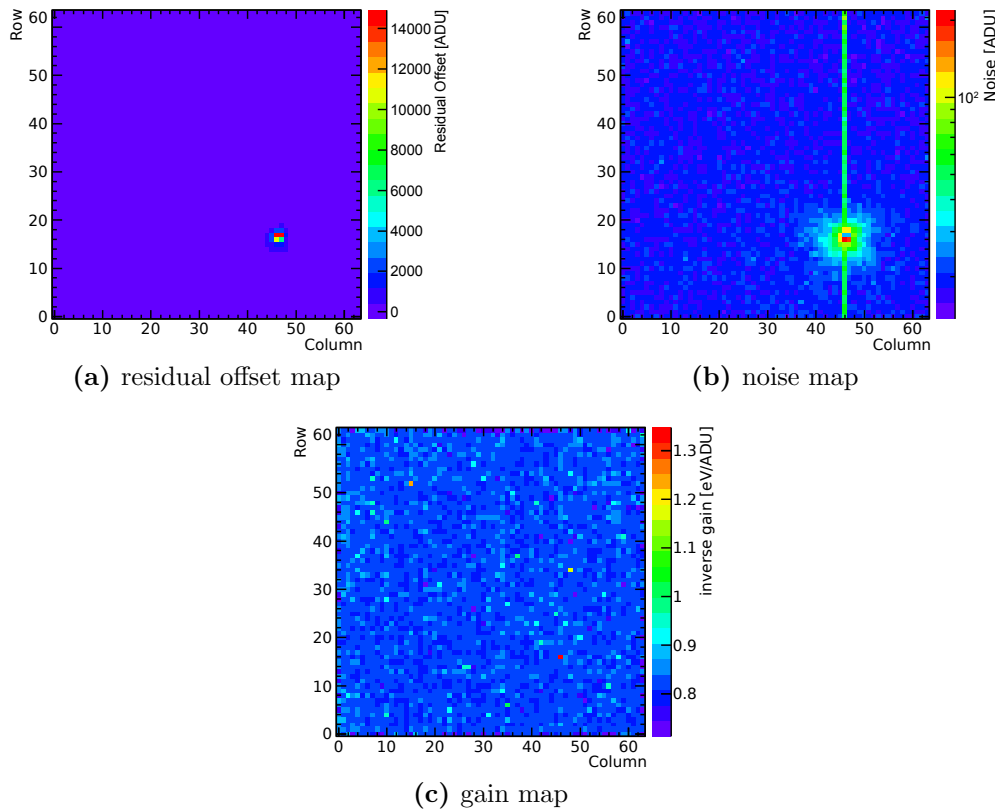 Row
60
50
40
30
20
10
0
0 10 20 30 40 50 60
Column
14000
12000
10000
8000
6000
4000
2000
0
Residual Offset [ADU]
(a) residual offset map
Row
60
50
40
30
20
10
0
0 10 20 30 40 50 60
Column
10²
Noise [ADU]
(b) noise map
Row
60
50
40
30
20
10
0
0 10 20 30 40 50 60
Column
1.3
1.2
1.1
1
0.9
0.8
inverse gain [eV/ADU]
(c) gain map